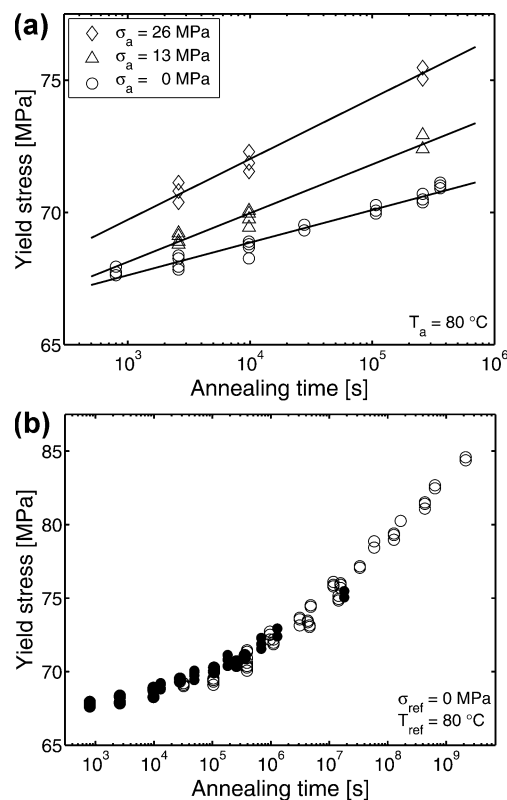 (a)
σa = 26 MPa
σa = 13 MPa
σa = 0 MPa
75
70
65
Yield stress [MPa]
Ta = 80 °C
10³ 10⁴ 10⁵ 10⁶
Annealing time [s]
(b)
85
80
75
70
65
Yield stress [MPa]
σref = 0 MPa
Tref = 80 °C
10³ 10⁴ 10⁵ 10⁶ 10⁷ 10⁸ 10⁹
Annealing time [s]